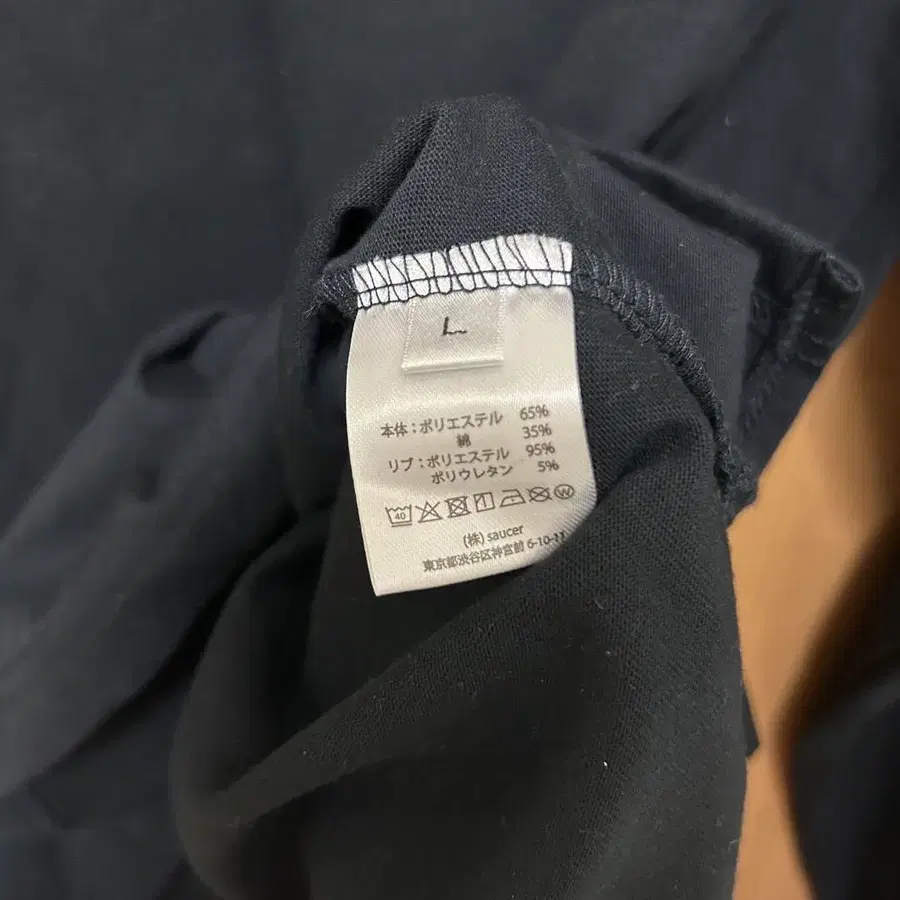 L
本体：ポリエステル 65%
綿 35%
リブ：ポリエステル 95%
ポリウレタン 5%
40 W
(株) saucer
東京都渋谷区神宮前 6-10-11